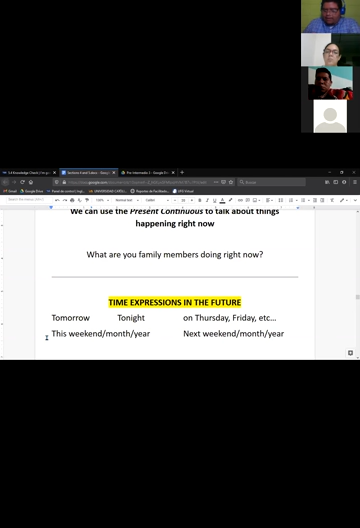 We can use the Present Continuous to talk about things
happening right now
What are you family members doing right now?
TIME EXPRESSIONS IN THE FUTURE
Tomorrow Tonight on Thursday, Friday, etc...
This weekend/month/year Next weekend/month/year